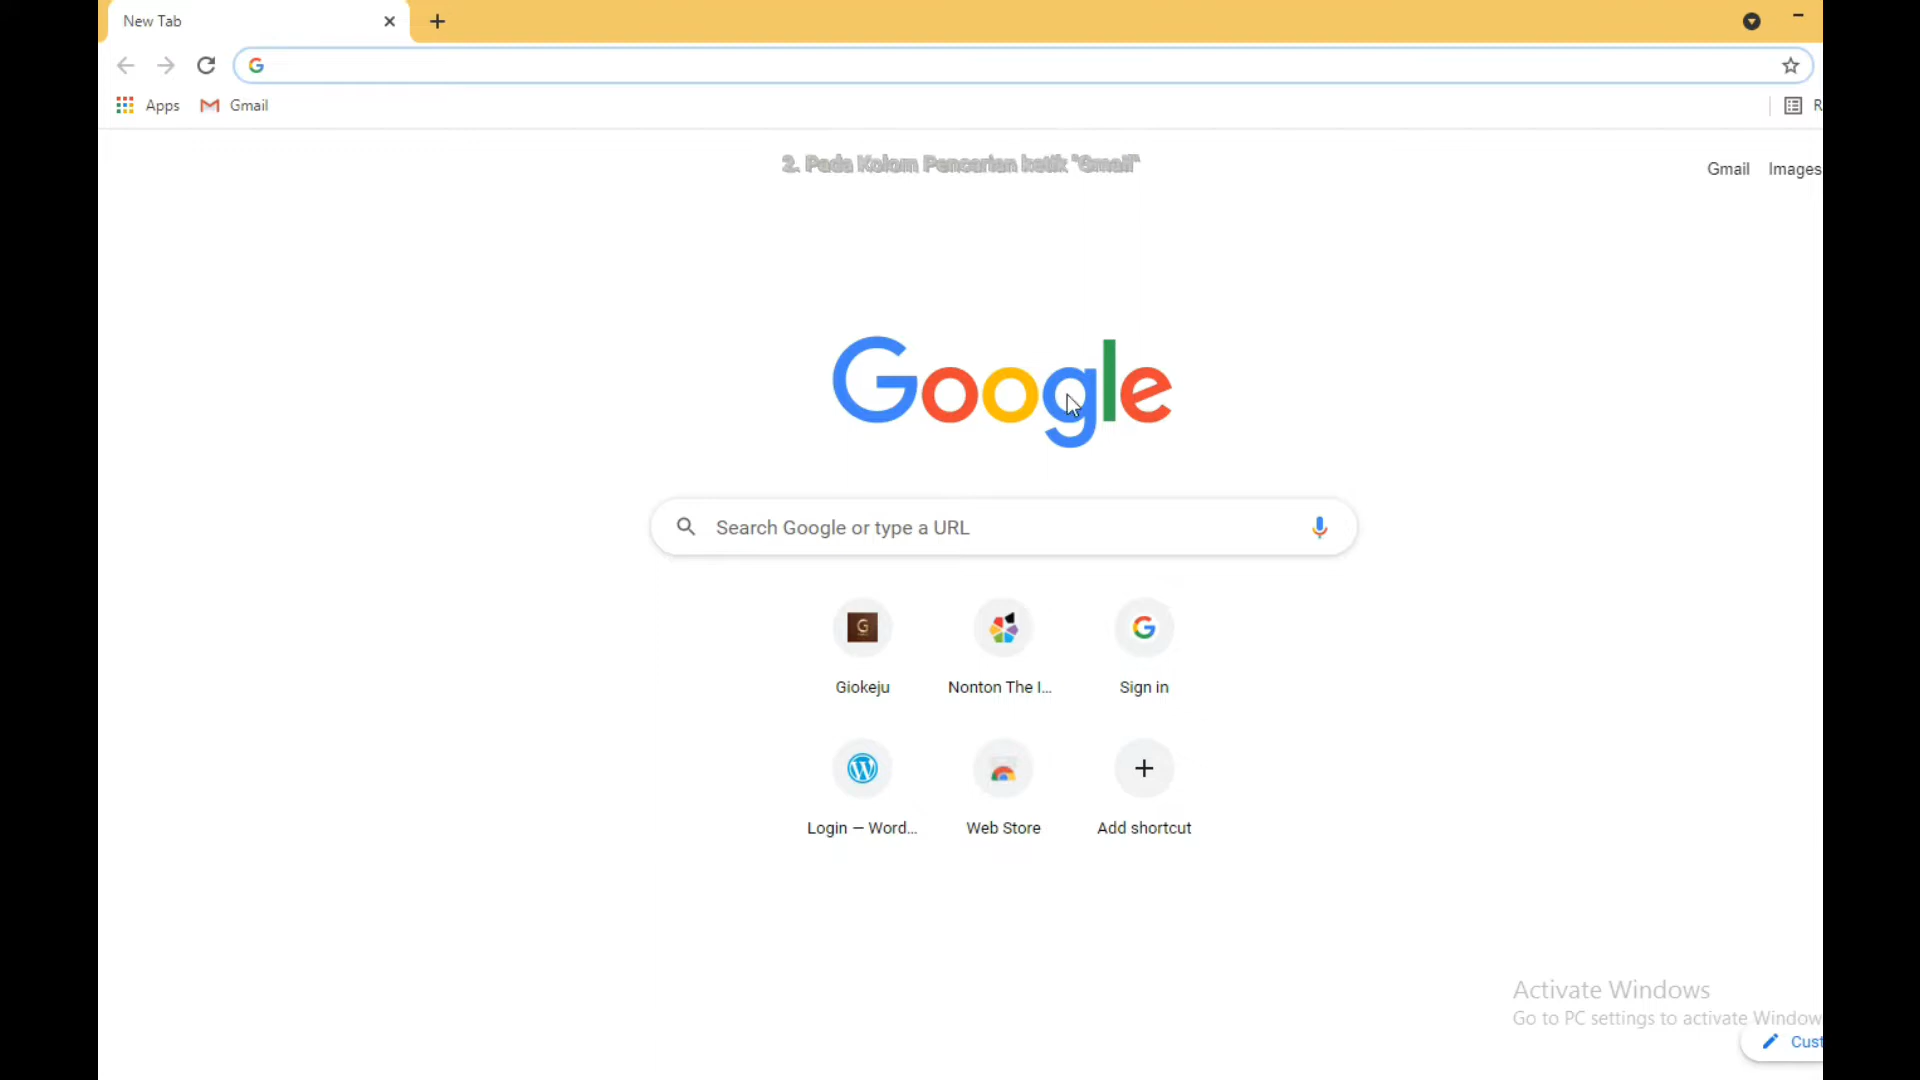 New Tab
Apps
Gmail
2. Pada Kolom Pencarian ketik "Gmail"
Gmail
Images
Google
Search Google or type a URL
Giokeju
Nonton The I...
Sign in
Login — Word...
Web Store
Add shortcut
Activate Windows
Go to PC settings to activate Window
Cust